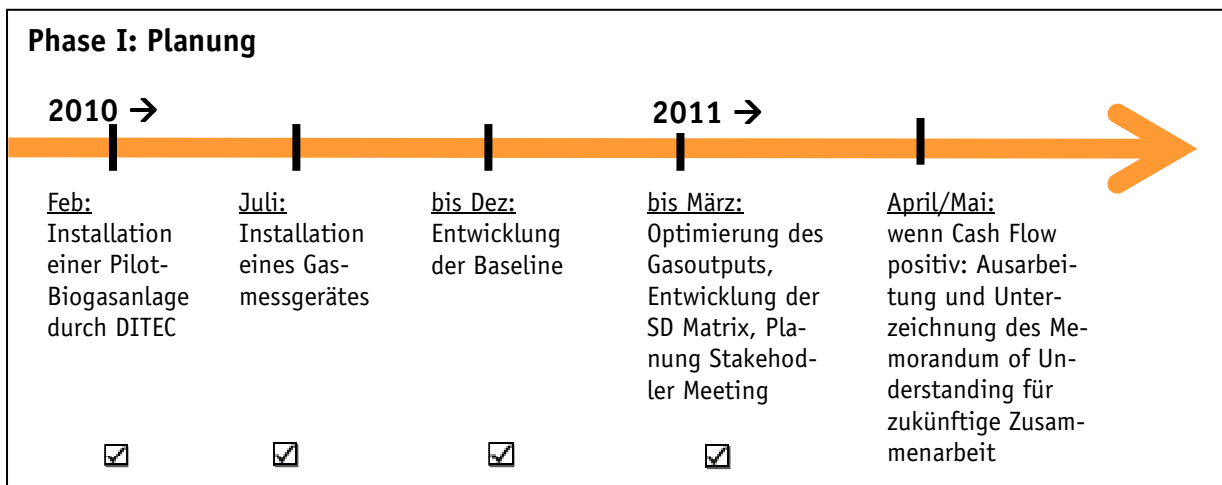 Phase I: Planung
2010 →
2011 →
Feb:
Installation
einer Pilot-
Biogasanlage
durch DITEC
Juli:
Installation
eines Gas-
messgerätes
bis Dez:
Entwicklung
der Baseline
bis März:
Optimierung des
Gasoutputs,
Entwicklung der
SD Matrix, Pla-
nung Stakehod-
ler Meeting
April/Mai:
wenn Cash Flow
positiv: Ausarbei-
tung und Unter-
zeichnung des Me-
morandum of Un-
derstanding für
zukünftige Zusam-
menarbeit